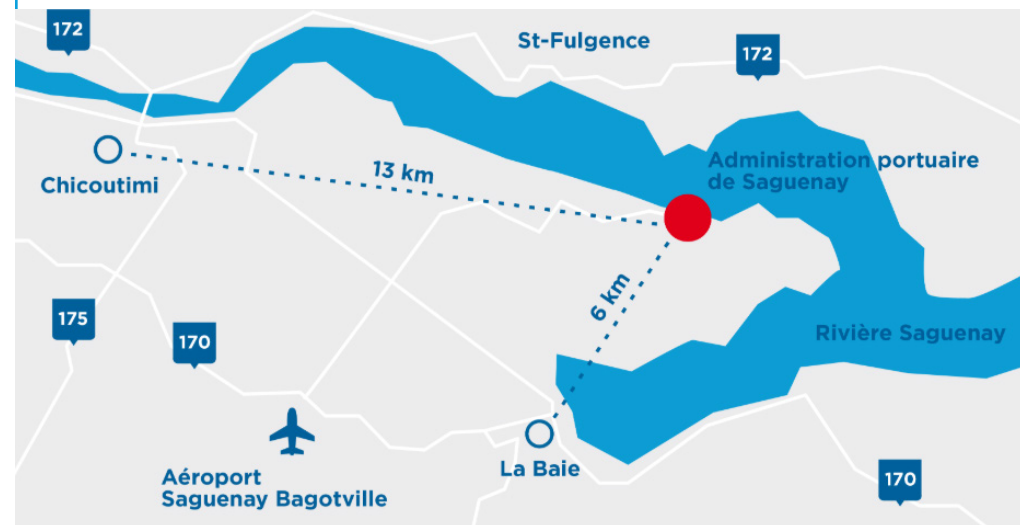 172
St-Fulgence
172
Administration portuaire
de Saguenay
13 km
Chicoutimi
6 km
175
170
Rivière Saguenay
La Baie
Aéroport
Saguenay Bagotville
170